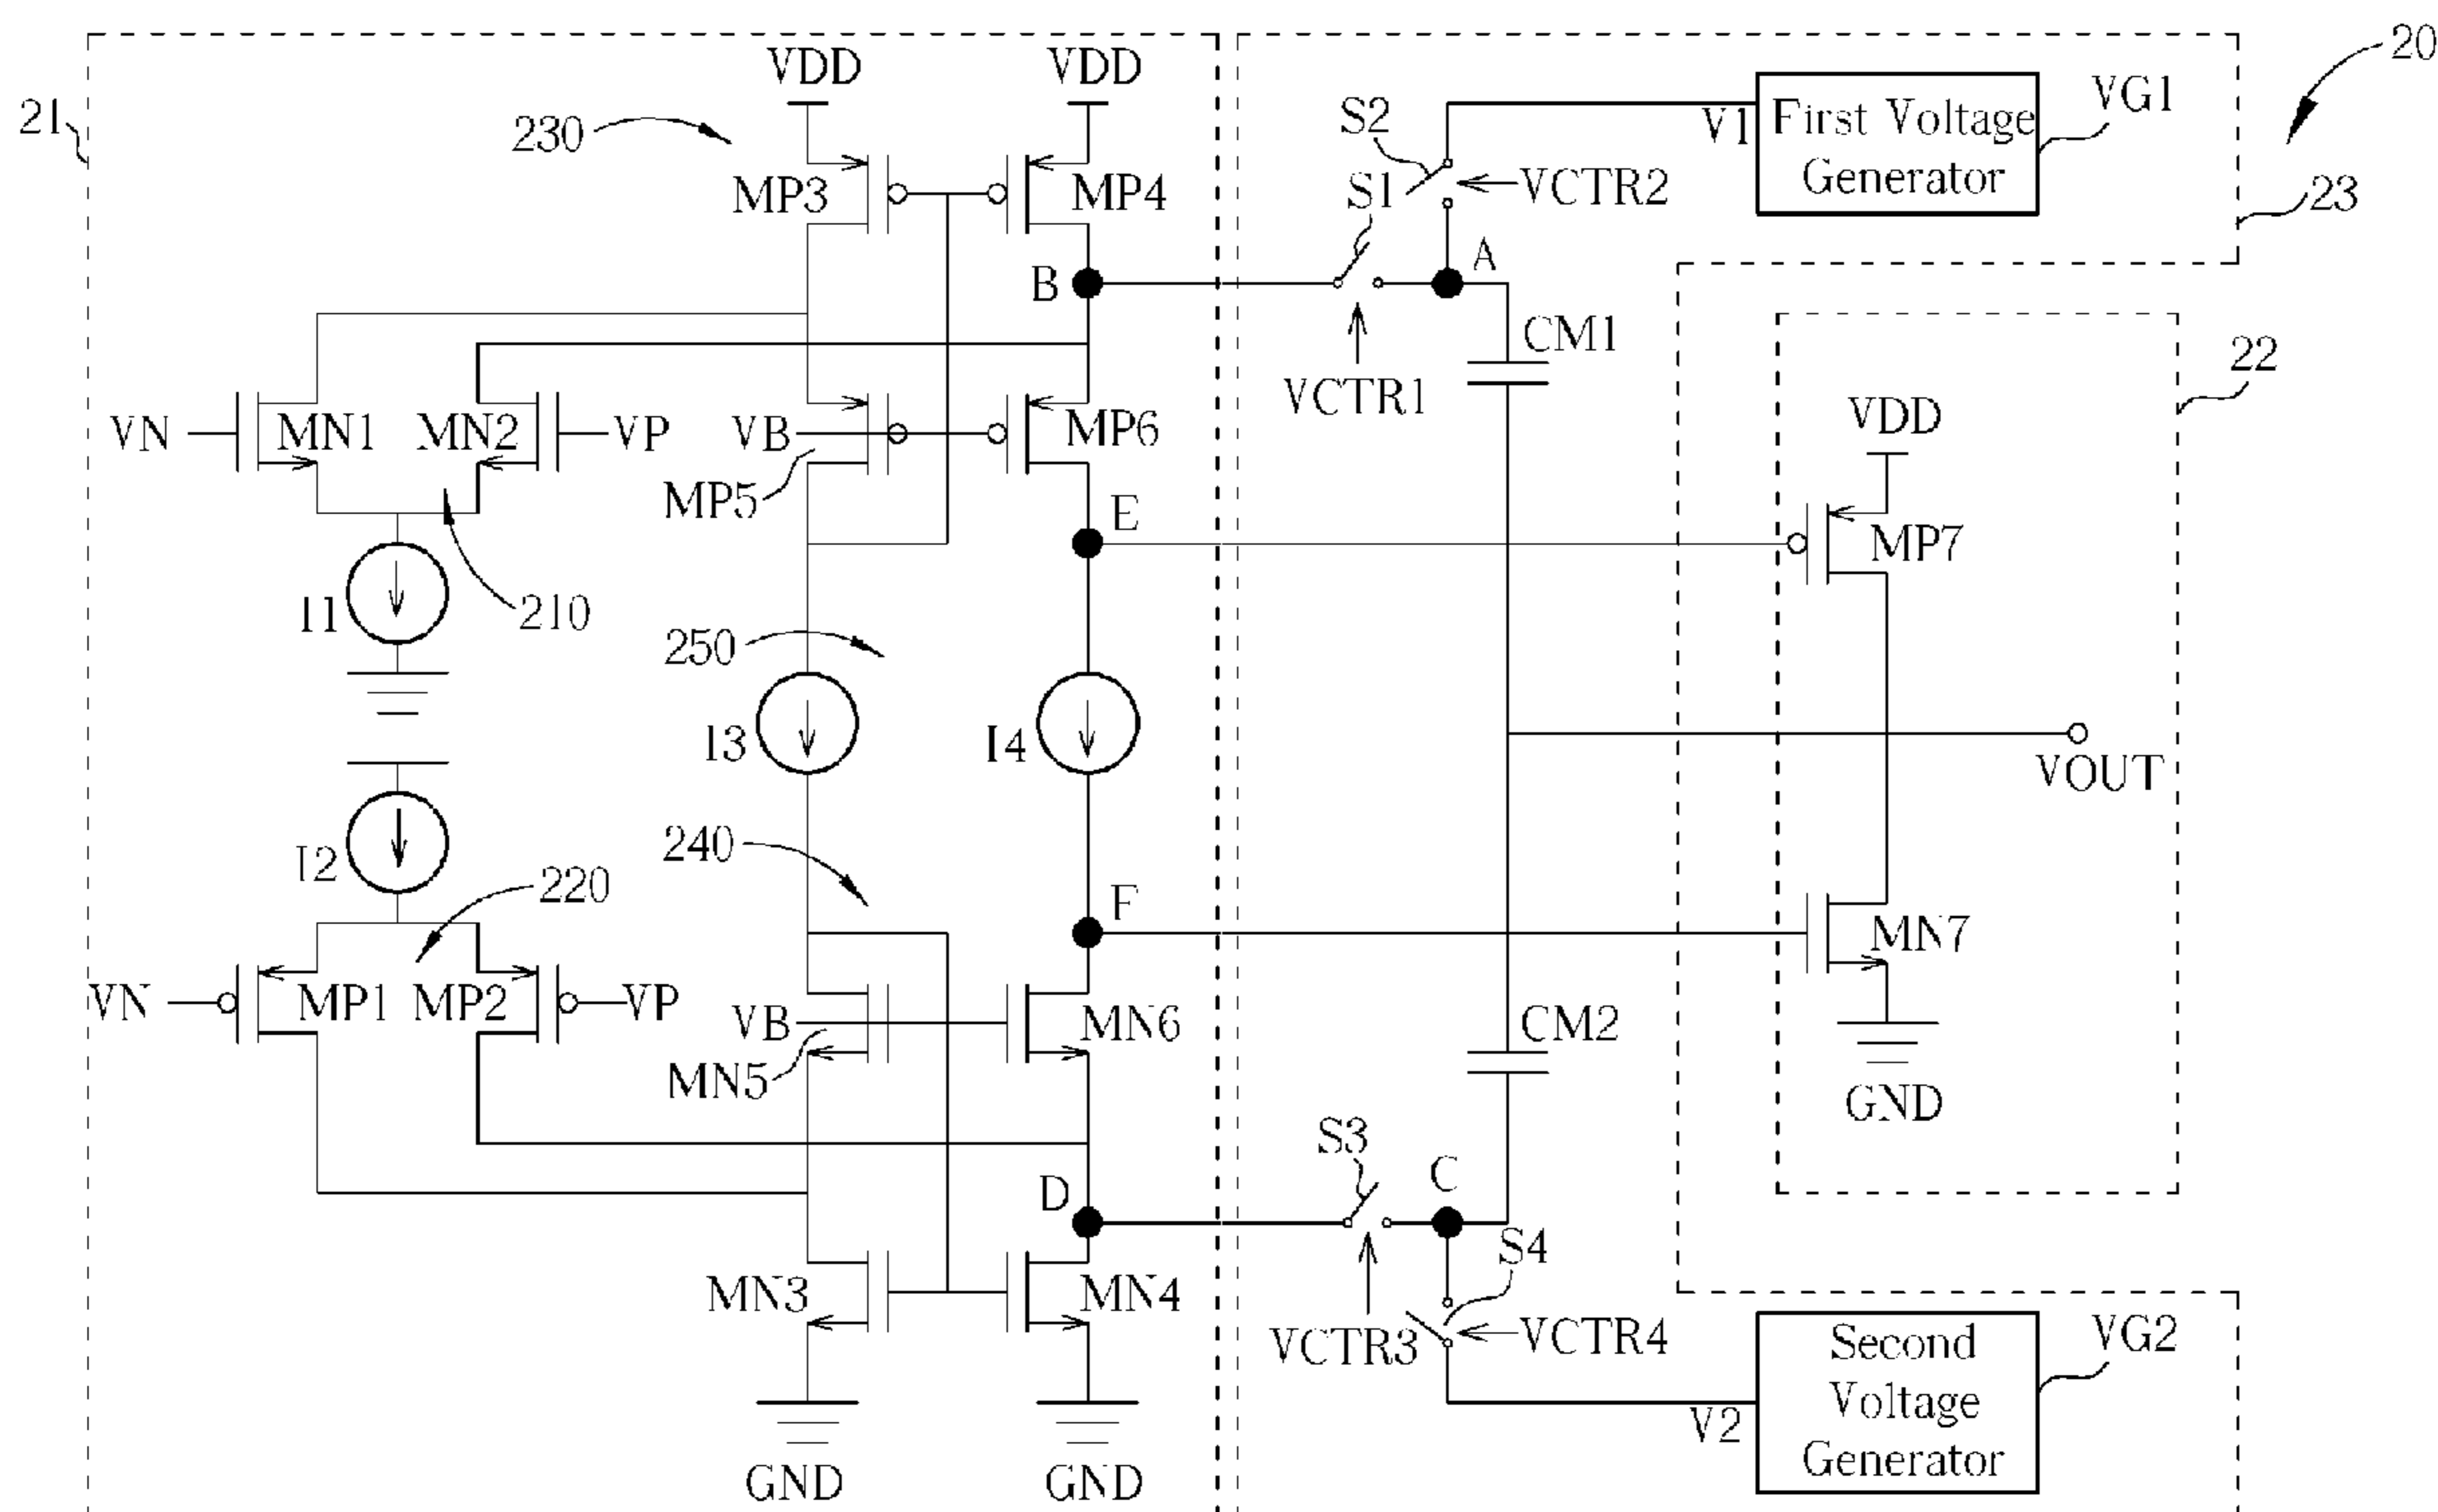 20
VDD
VDD
21
230
S2
V1
First Voltage
Generator
VG1
MP3
MP4
S1
VCTR2
23
B
A
CM1
VCTR1
22
VN
MN1
MN2
VP
VB
MP6
VDD
MP5
E
MP7
I1
210
250
I3
I4
VOUT
I2
240
220
F
MN7
VN
MP1
MP2
VP
VB
MN6
CM2
MN5
GND
S3
D
C
S4
MN3
MN4
VCTR3
VCTR4
Second
Voltage
Generator
VG2
V2
GND
GND